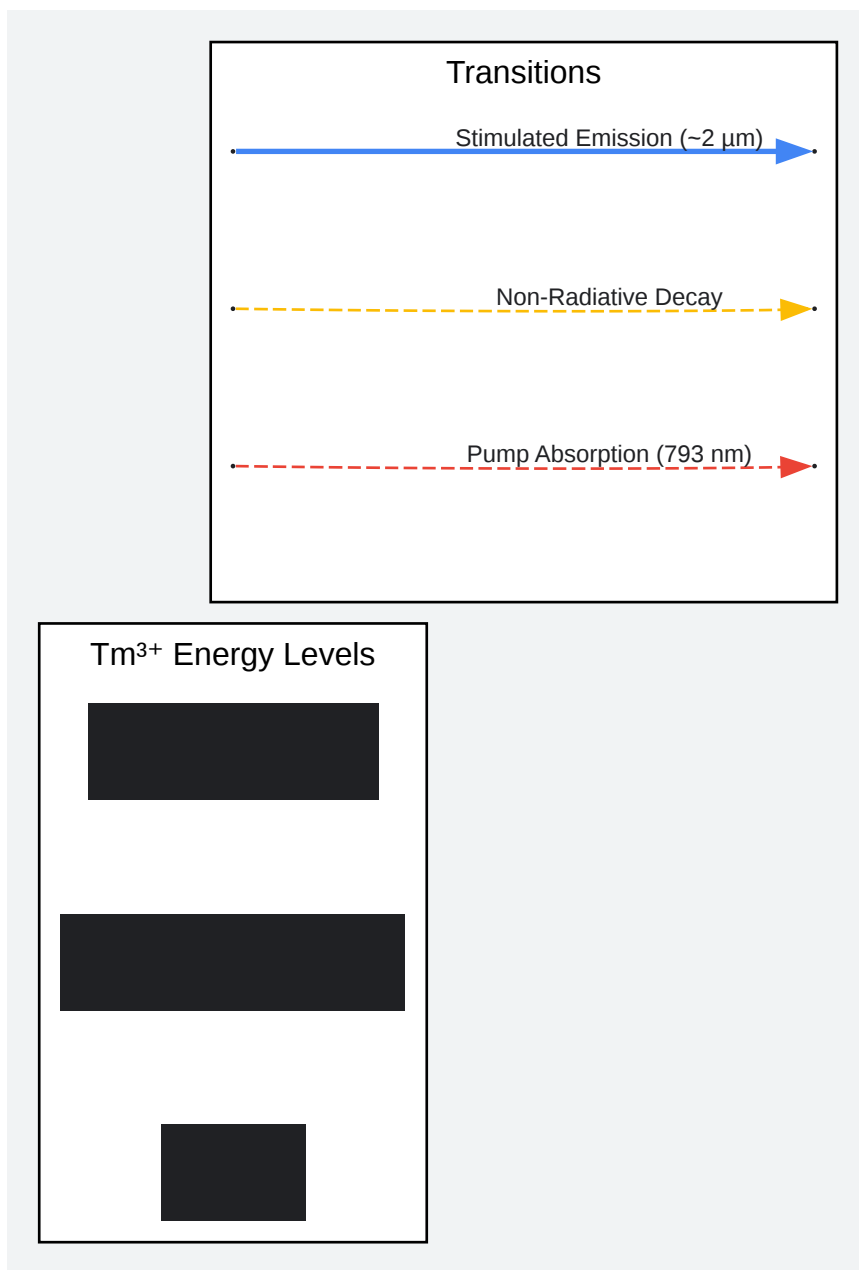 Transitions
Stimulated Emission (~2 µm)
Non-Radiative Decay
Pump Absorption (793 nm)
Tm³⁺ Energy Levels